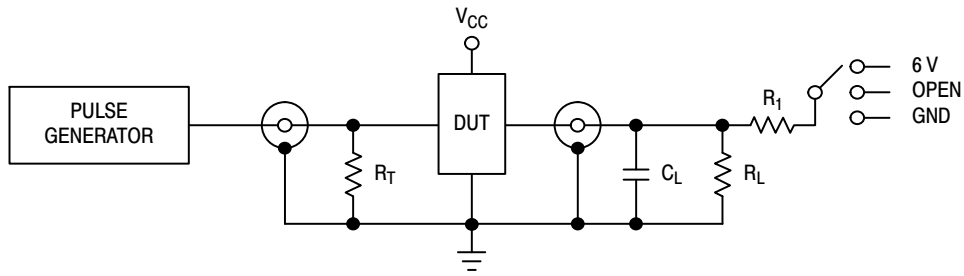 V_CC
6 V
OPEN
GND
PULSE
GENERATOR
DUT
R_1
R_T
C_L
R_L